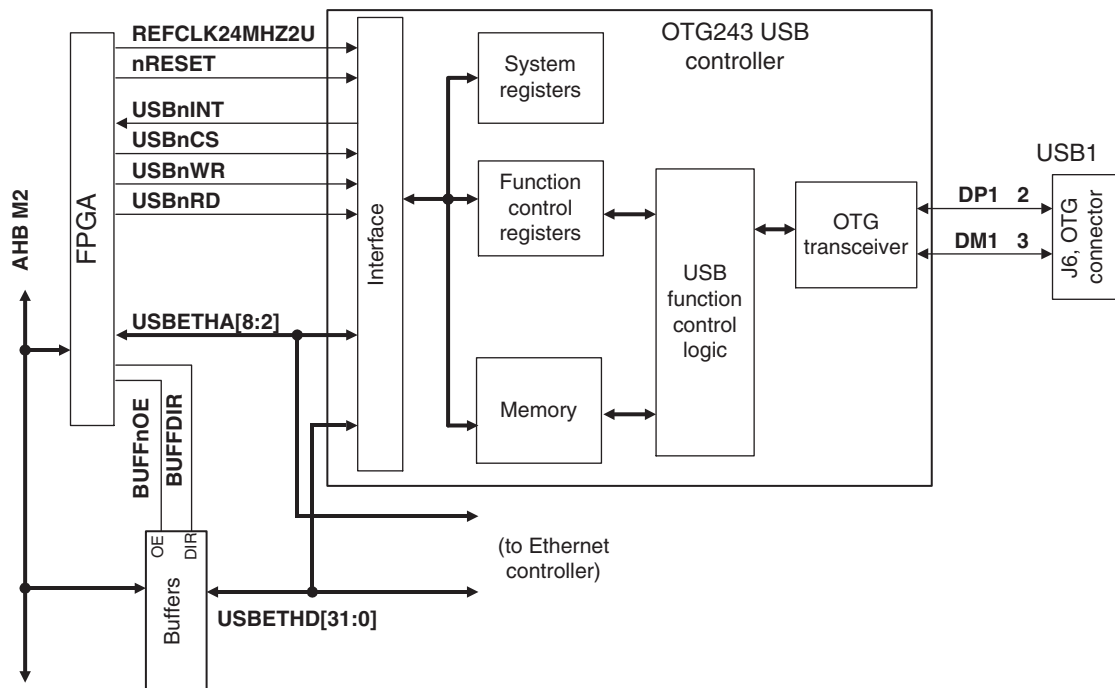 REFCLK24MHZ2U
nRESET
USBnINT
USBnCS
USBnWR
USBnRD
AHB M2
FPGA
USBETHA[8:2]
BUFFnOE
BUFFDIR
OE
DIR
Buffers
USBETHD[31:0]
(to Ethernet
controller)
Interface
OTG243 USB
controller
System
registers
Function
control
registers
Memory
USB
function
control
logic
OTG
transceiver
DP1 2
DM1 3
USB1
J6, OTG
connector